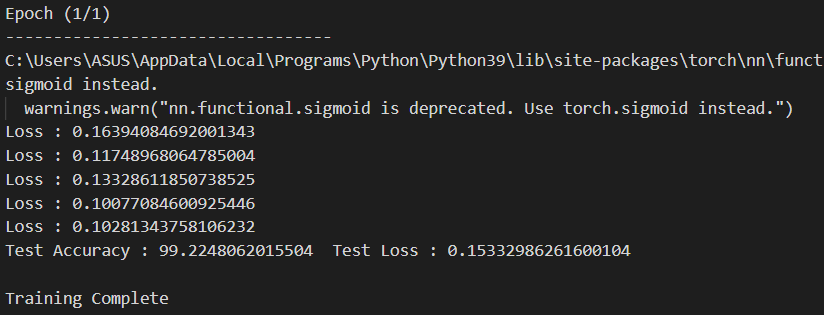 Epoch (1/1)
---------------------------------
C:\Users\ASUS\AppData\Local\Programs\Python\Python39\lib\site-packages\torch\nn\funct
sigmoid instead.
  warnings.warn("nn.functional.sigmoid is deprecated. Use torch.sigmoid instead.")
Loss : 0.16394084692001343
Loss : 0.11748968064785004
Loss : 0.13328611850738525
Loss : 0.10077084600925446
Loss : 0.10281343758106232
Test Accuracy : 99.2248062015504  Test Loss : 0.15332986261600104

Training Complete